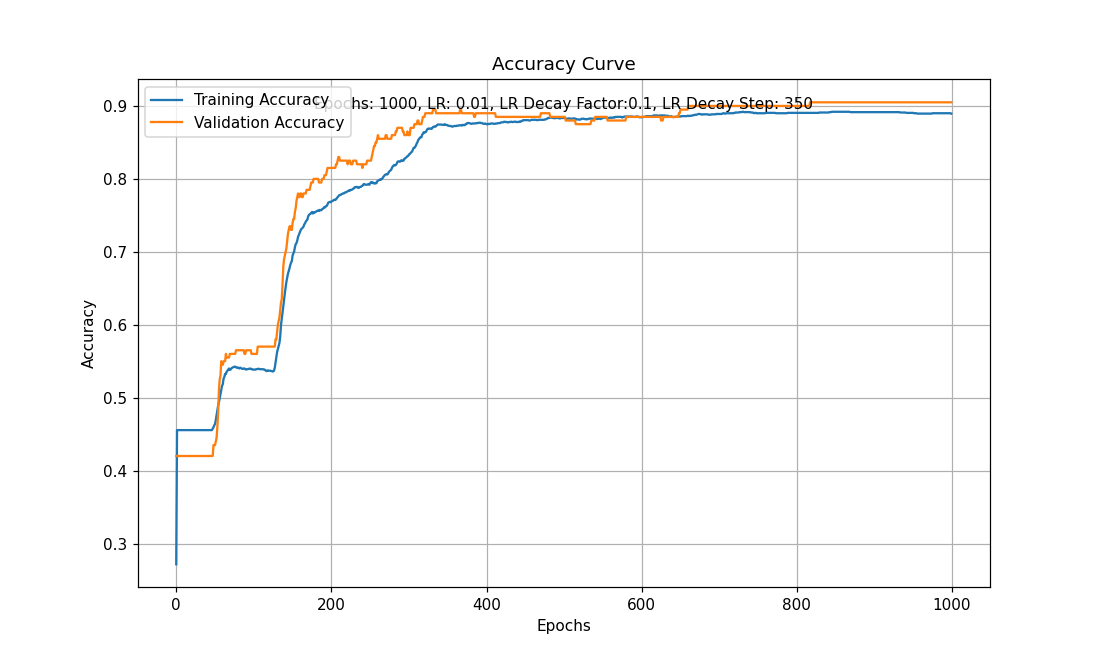 Accuracy Curve
Training Accuracy
Validation Accuracy
Epochs: 1000, LR: 0.01, LR Decay Factor:0.1, LR Decay Step: 350
0.9
0.8
0.7
0.6
0.5
0.4
0.3
Accuracy
0
200
400
600
800
1000
Epochs